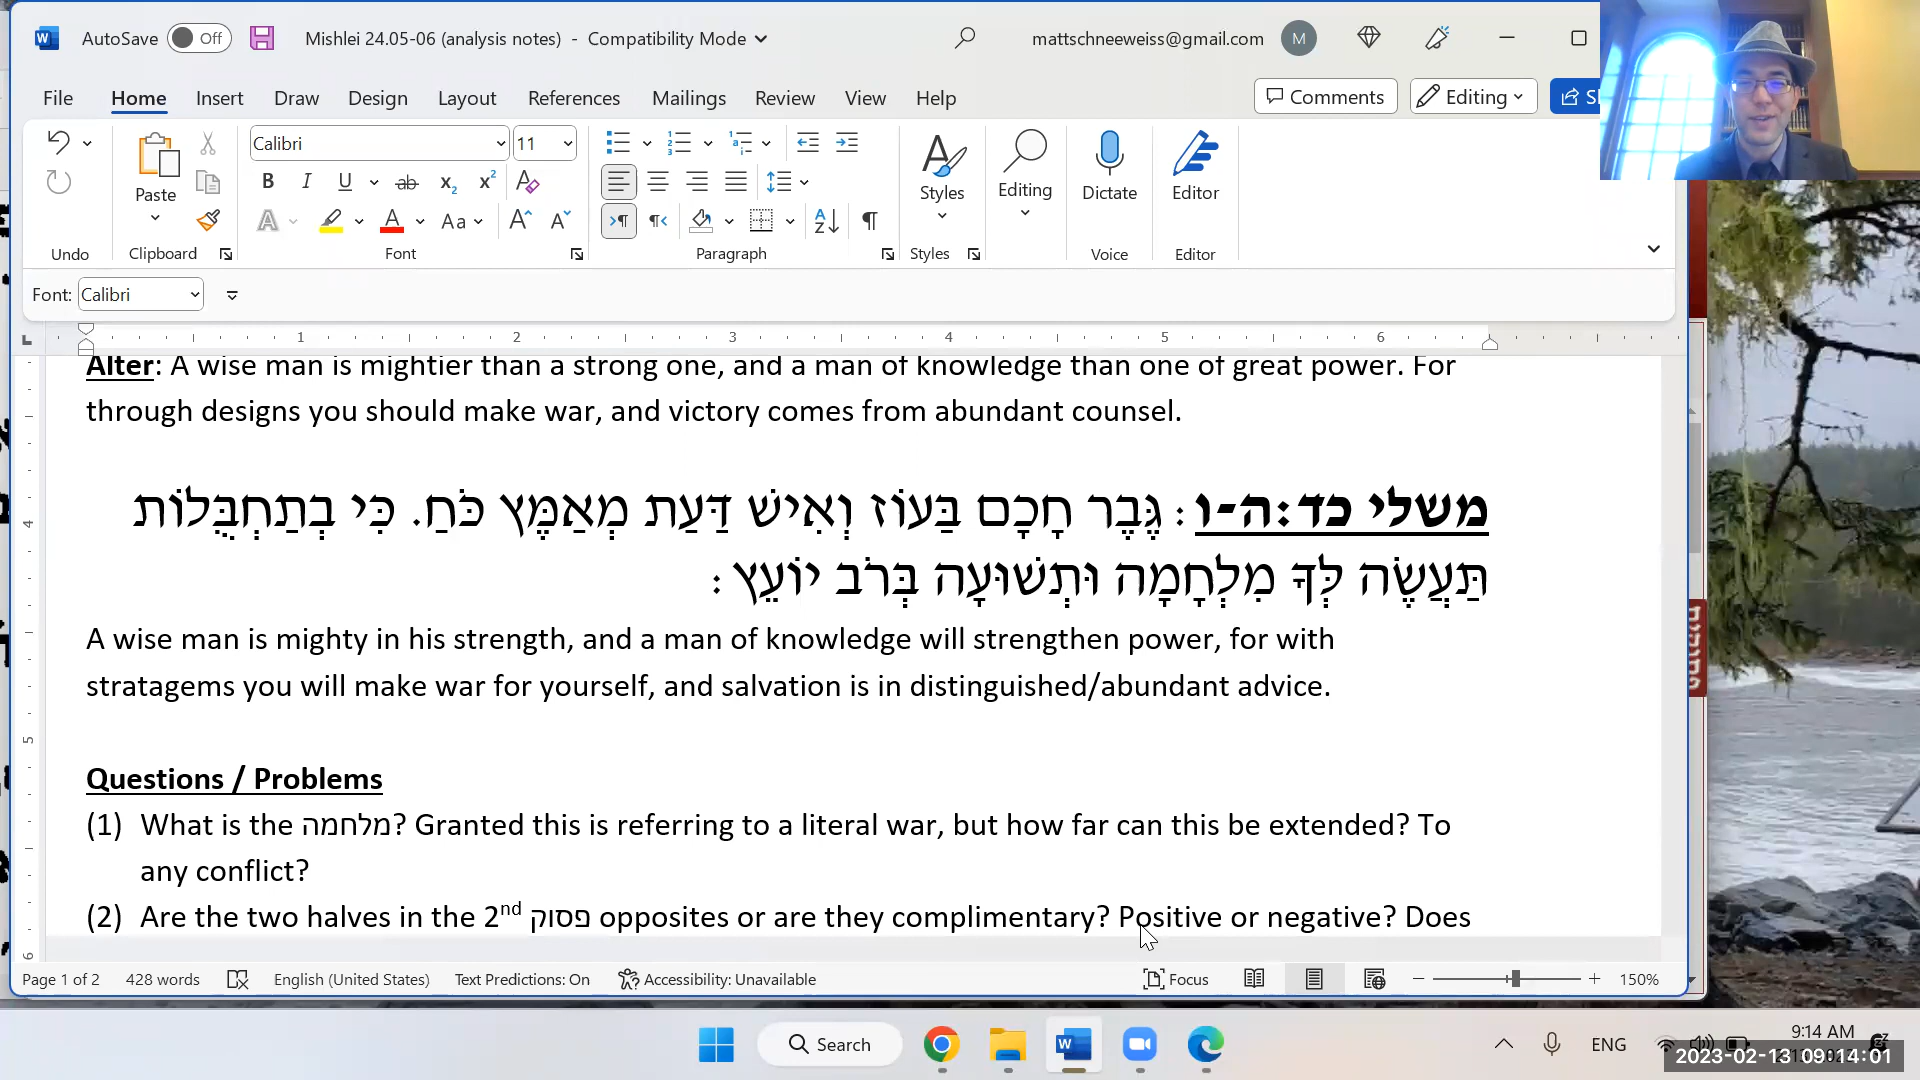 AutoSave Off Mishlei 24.05-06 (analysis notes) - Compatibility Mode mattschneeweiss@gmail.com M
File Home Insert Draw Design Layout References Mailings Review View Help Comments Editing
Calibri 11
Paste Styles Editing Dictate Editor
Undo Clipboard Font Paragraph Styles Voice Editor
Font: Calibri
1 2 3 4 5 6
Alter: A wise man is mightier than a strong one, and a man of knowledge than one of great power. For
through designs you should make war, and victory comes from abundant counsel.
משלי כד:ה-ו: גֶּבֶר חָכָם בַּעוֹז וְאִישׁ דַּעַת מְאַמֶּץ כֹּחַ. כִּי בְתַחְבֻּלוֹת
תַּעֲשֶׂה לְּךָ מִלְחָמָה וּתְשׁוּעָה בְּרֹב יוֹעֵץ:
A wise man is mighty in his strength, and a man of knowledge will strengthen power, for with
stratagems you will make war for yourself, and salvation is in distinguished/abundant advice.
Questions / Problems
(1) What is the מלחמה? Granted this is referring to a literal war, but how far can this be extended? To
any conflict?
(2) Are the two halves in the 2nd פסוק opposites or are they complimentary? Positive or negative? Does
Page 1 of 2 428 words English (United States) Text Predictions: On Accessibility: Unavailable Focus 150%
Search ENG 9:14 AM
2023-02-13 09:14:01